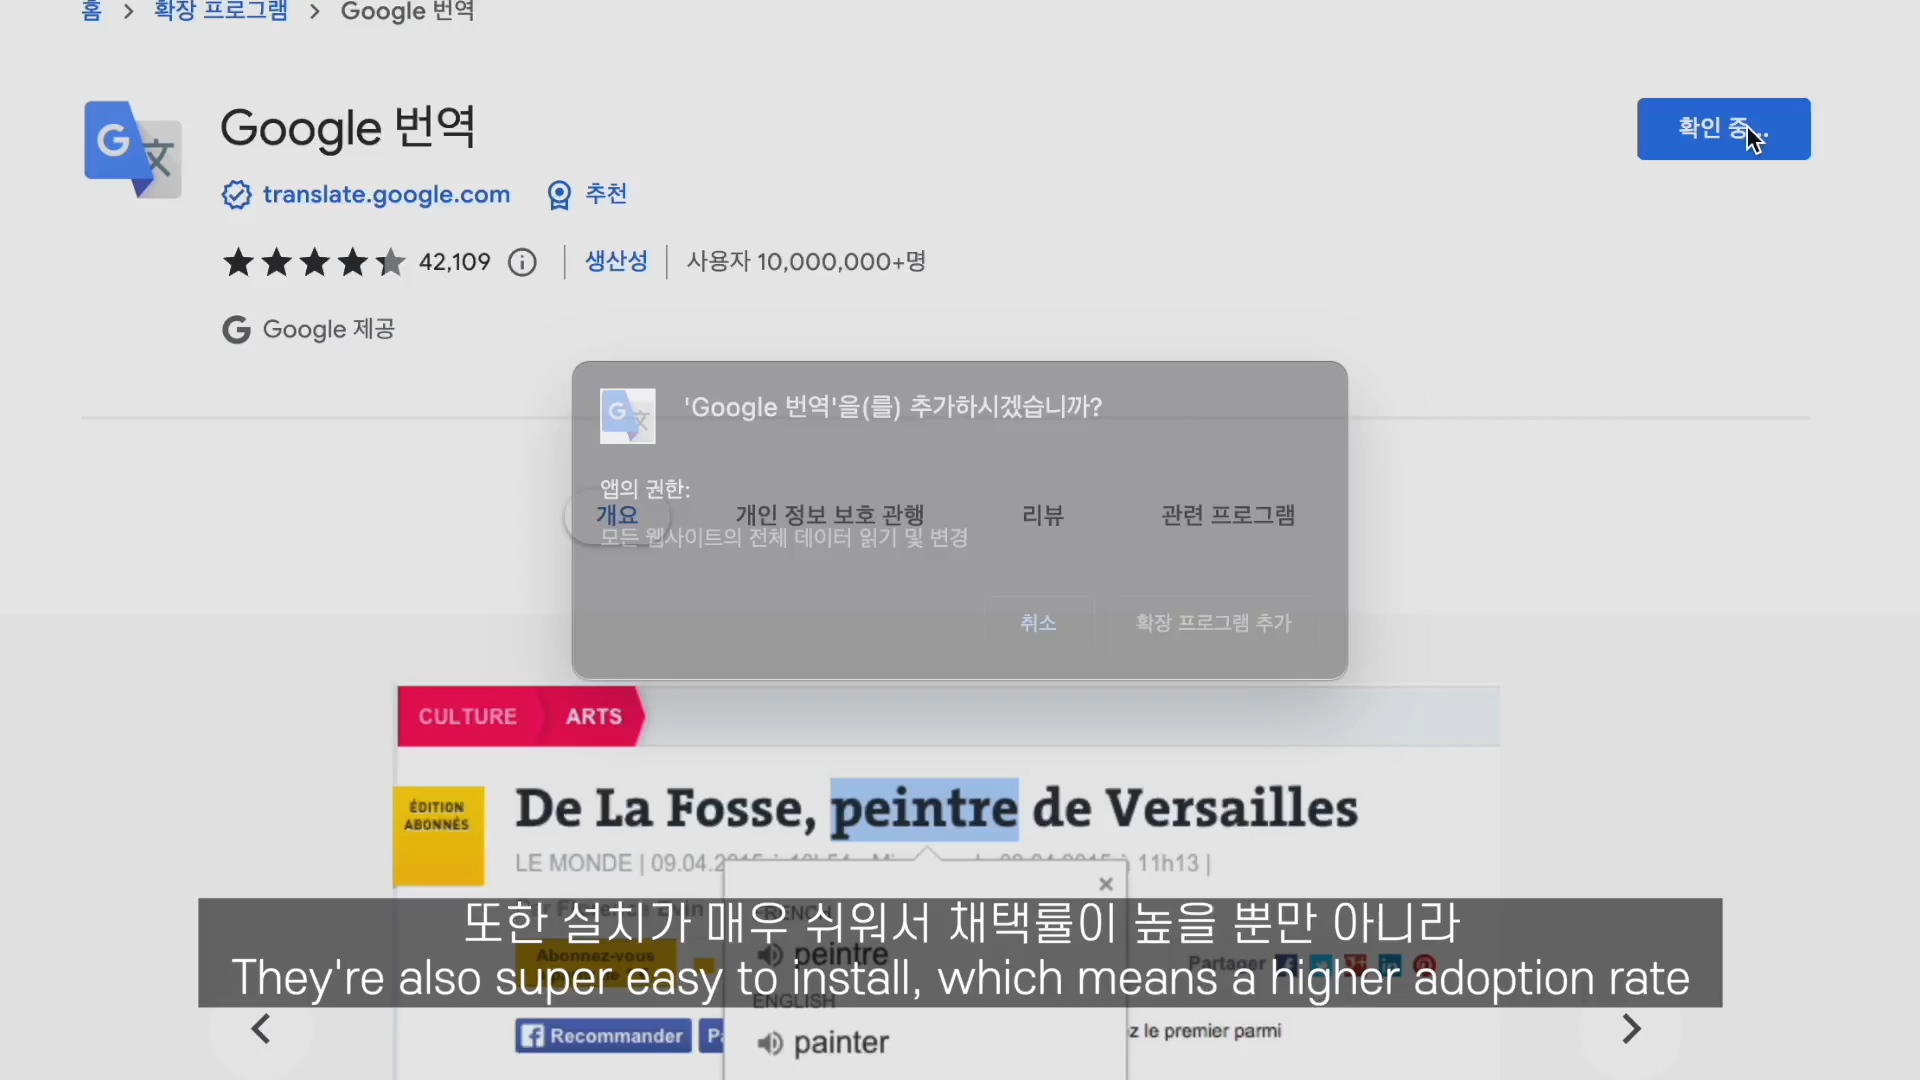 홈 > 확장 프로그램 > Google 번역
Google 번역
확인 중...
translate.google.com 추천
42,109 생산성 사용자 10,000,000+명
Google 제공
'Google 번역'을(를) 추가하시겠습니까?
앱의 권한:
개요 개인 정보 보호 관행 리뷰 관련 프로그램
모든 웹사이트의 전체 데이터 읽기 및 변경
취소 확장 프로그램 추가
CULTURE ARTS
ÉDITION
ABONNÉS
De La Fosse, peintre de Versailles
LE MONDE | 09.04.2015 à 11h13 |
FRENCH
또한 설치가 매우 쉬워서 채택률이 높을 뿐만 아니라
Abonnez-vous
peintre
Partager
They're also super easy to install, which means a higher adoption rate
ENGLISH
painter
Recommander
z le premier parmi